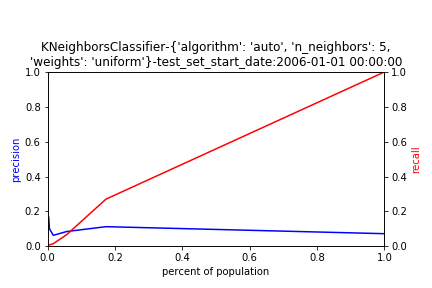 KNeighborsClassifier-{'algorithm': 'auto', 'n_neighbors': 5,
'weights': 'uniform'}-test_set_start_date:2006-01-01 00:00:00
1.0
0.8
0.6
0.4
0.2
0.0
precision
1.0
0.8
0.6
0.4
0.2
0.0
recall
0.0 0.2 0.4 0.6 0.8 1.0
percent of population